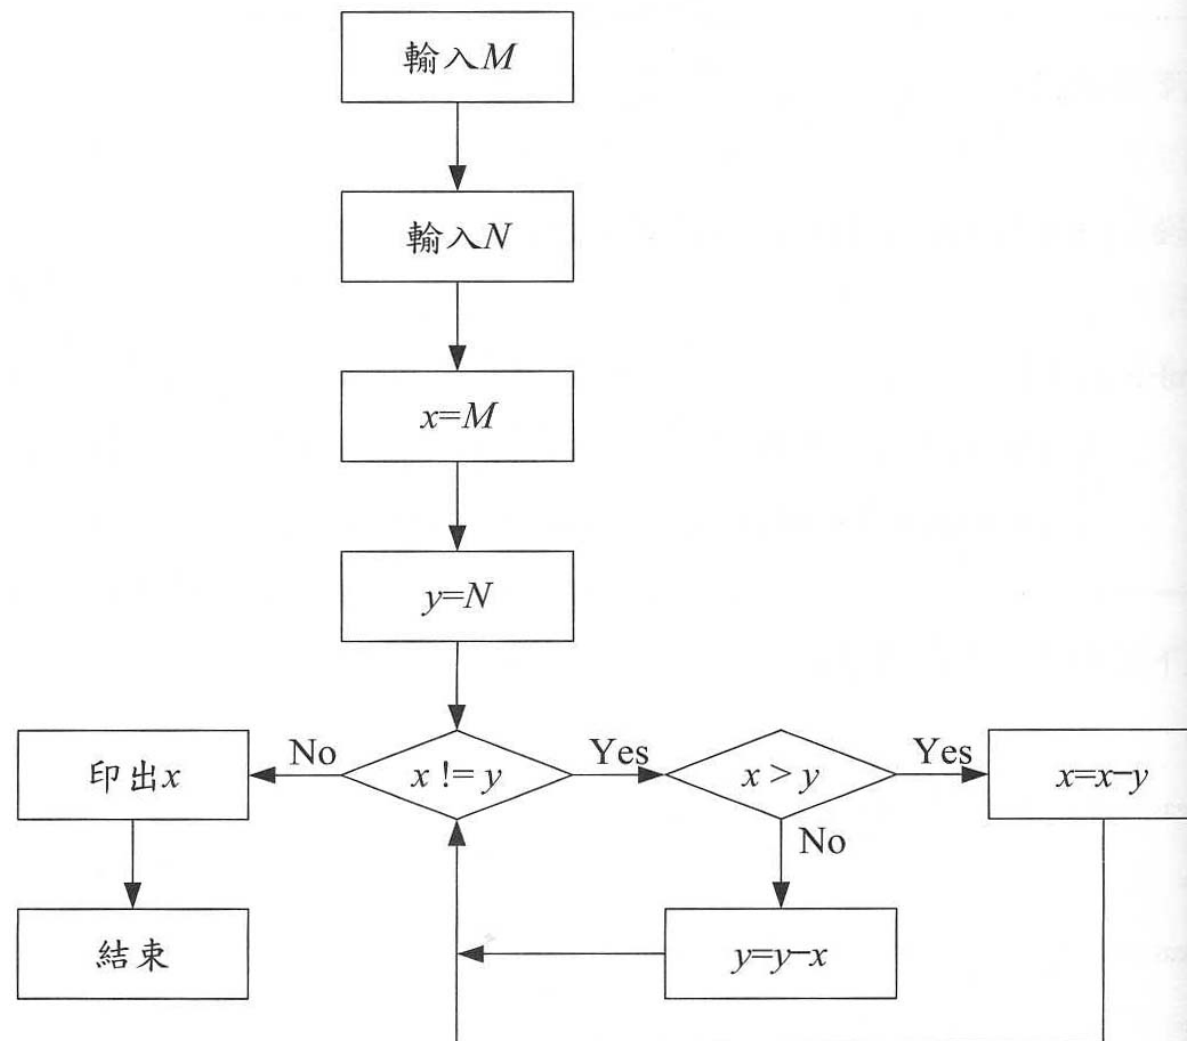 輸入M
輸入N
x=M
y=N
No
x != y
Yes
x > y
Yes
x=x-y
印出x
No
結束
y=y-x